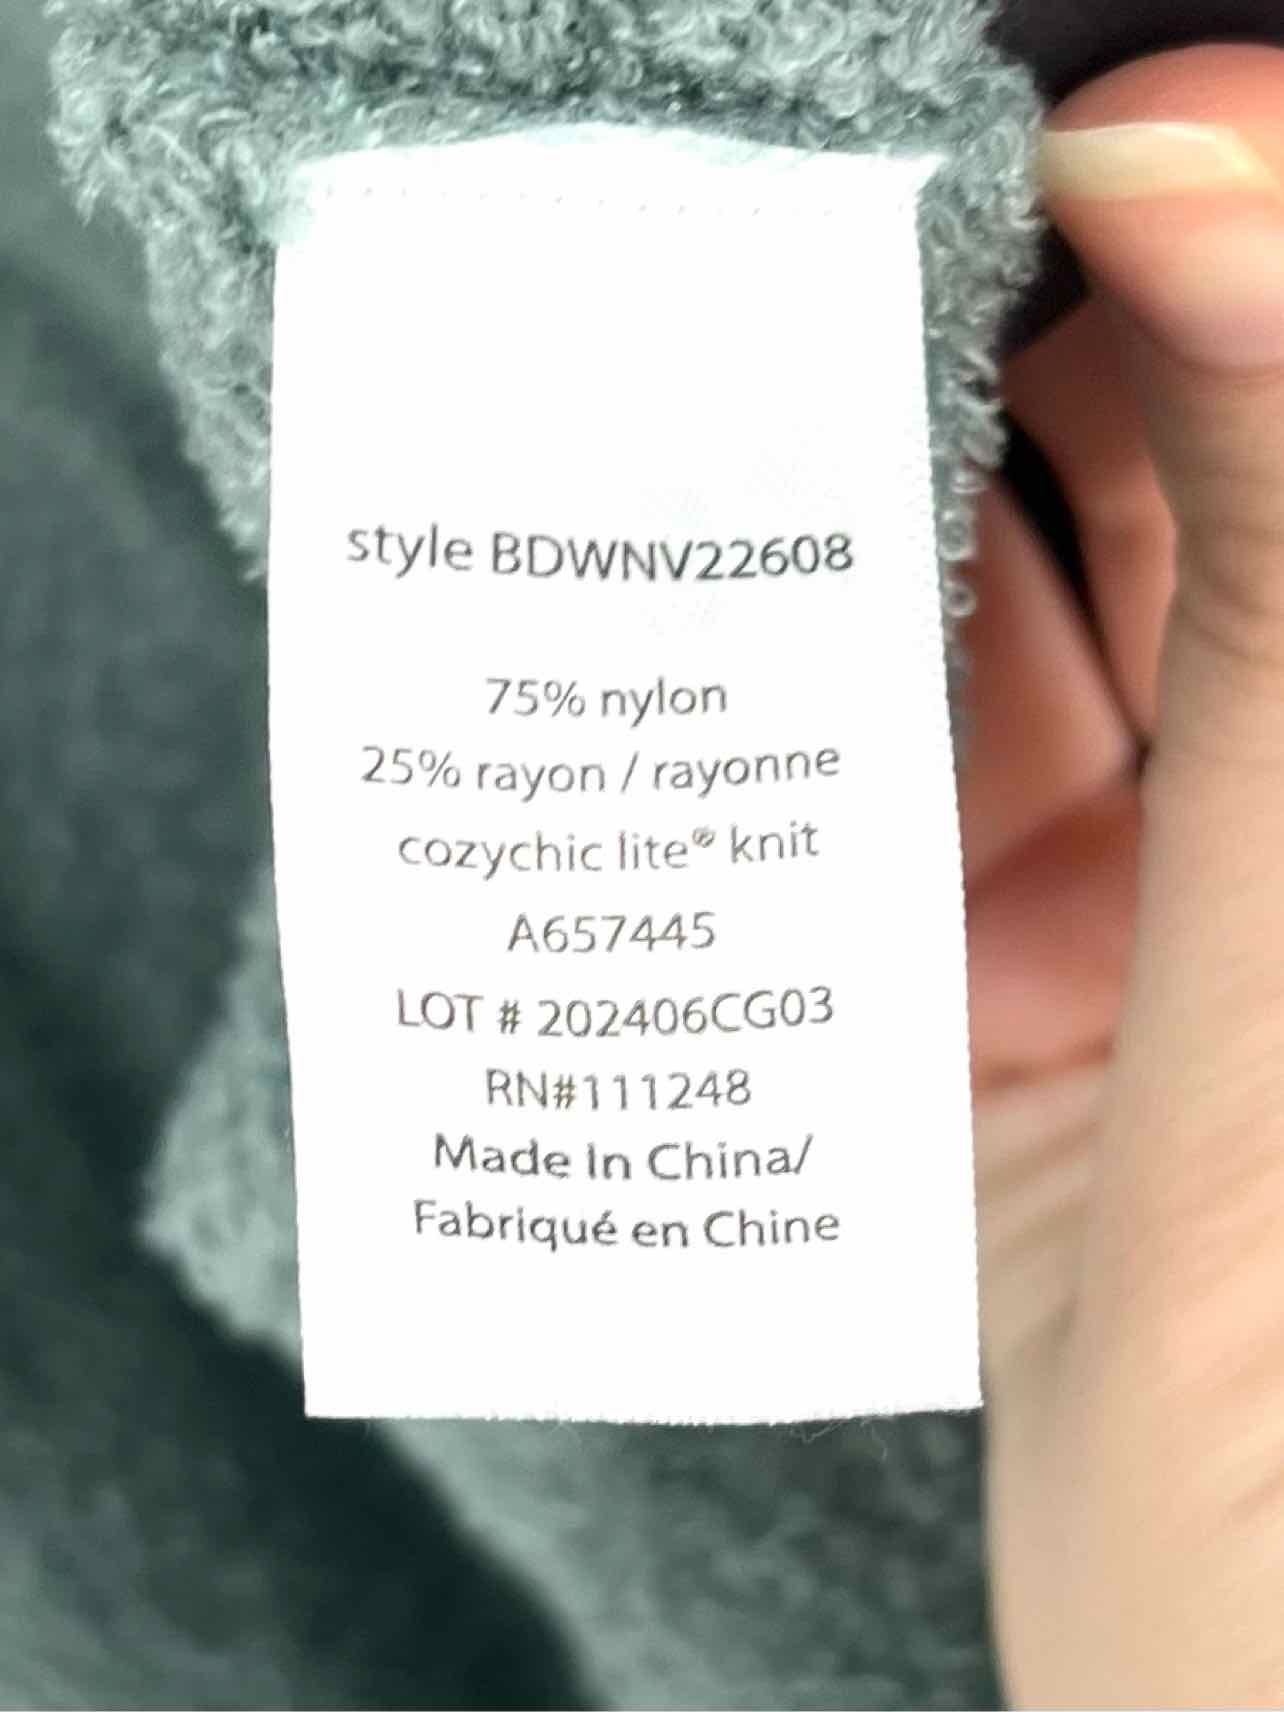 style BDWNV22608
75% nylon
25% rayon / rayonne
cozychic lite® knit
A657445
LOT # 202406CG03
RN#111248
Made in China/
Fabriqué en Chine